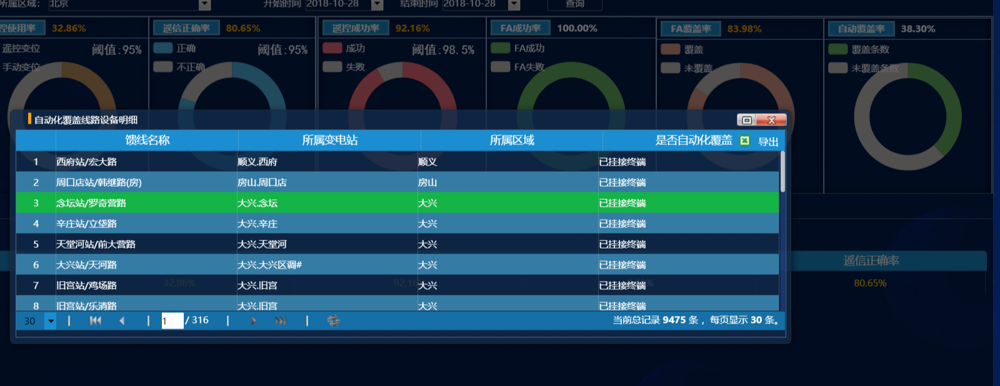 所属区域: 北京 开始时间 2018-10-28 结束时间 2018-10-28 查询
控使用率 32.86% 遥信正确率 80.65% 遥控成功率 92.16% FA成功率 100.00% FA覆盖率 83.98% 自动覆盖率 38.30%
遥控变位 阈值:95% 正确 阈值:95% 成功 阈值:98.5% FA成功 覆盖 覆盖条数
手动变位 不正确 失败 FA失败 未覆盖 未覆盖条数
自动化覆盖线路设备明细
馈线名称 所属变电站 所属区域 是否自动化覆盖 导出
1 西府站/宏大路 顺义.西府 顺义 已挂接终端
2 周口店站/韩继路(房) 房山.周口店 房山 已挂接终端
3 念坛站/罗奇营路 大兴.念坛 大兴 已挂接终端
4 辛庄站/立垡路 大兴.辛庄 大兴 已挂接终端
5 天堂河站/前大营路 大兴.天堂河 大兴 已挂接终端
6 大兴站/天河路 大兴.大兴区调# 大兴 已挂接终端
7 旧宫站/鸡场路 大兴.旧宫 大兴 已挂接终端
8 旧宫站/乐清路 大兴.旧宫 大兴 已挂接终端
30 1 / 316 当前总记录 9475 条，每页显示 30 条。
遥信正确率
32.86% 92.16 % 80.65%